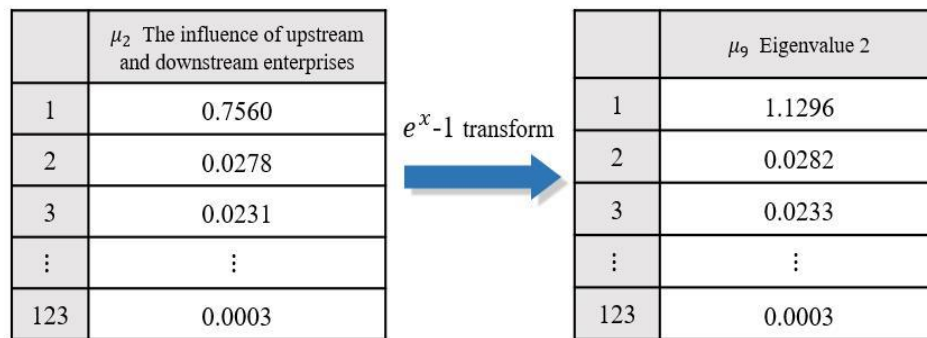 μ₂ The influence of upstream
and downstream enterprises
1 0.7560
2 0.0278
3 0.0231
⋮ ⋮
123 0.0003
eˣ-1 transform
μ₉ Eigenvalue 2
1 1.1296
2 0.0282
3 0.0233
⋮ ⋮
123 0.0003